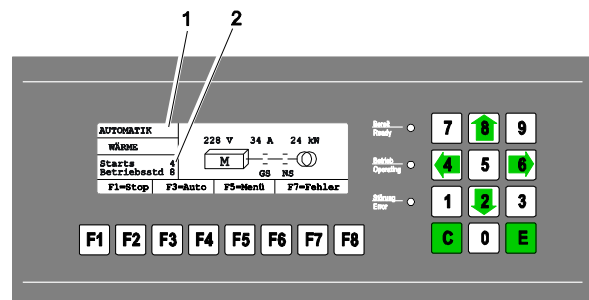 1 2
AUTOMATIK
WÄRME
Starts 4
Betriebsstd 8
228 V 34 A 24 kW
M
GS NS
F1=Stop F3=Auto F5=Menü F7=Fehler
Bereit
Ready
Betrieb
Operating
Störung
Error
7 8 9
4 5 6
1 2 3
C 0 E
F1 F2 F3 F4 F5 F6 F7 F8